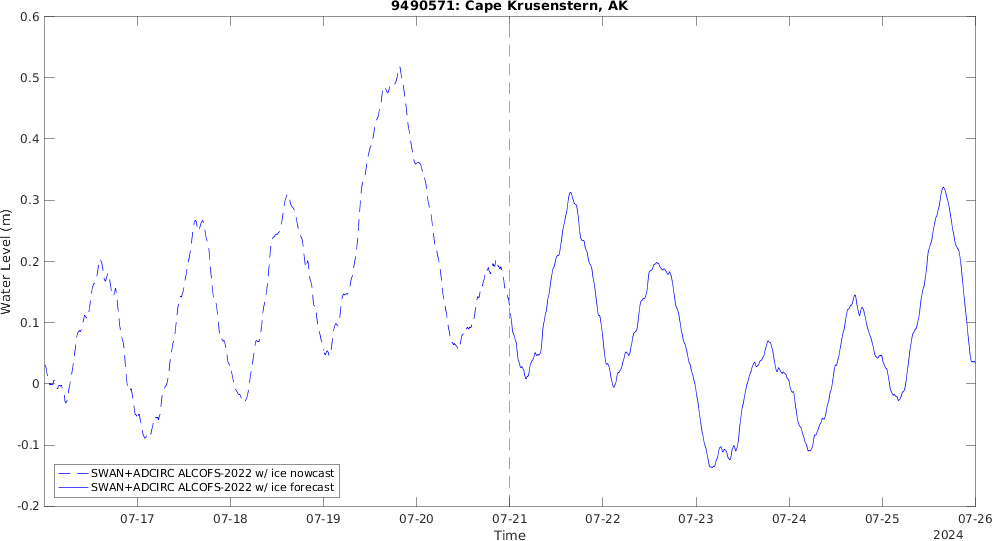 9490571: Cape Krusenstern, AK
0.6
0.5
0.4
0.3
0.2
0.1
0
-0.1
-0.2
Water Level (m)
SWAN+ADCIRC ALCOFS-2022 w/ ice nowcast
SWAN+ADCIRC ALCOFS-2022 w/ ice forecast
07-17 07-18 07-19 07-20 07-21 07-22 07-23 07-24 07-25 07-26
Time
2024